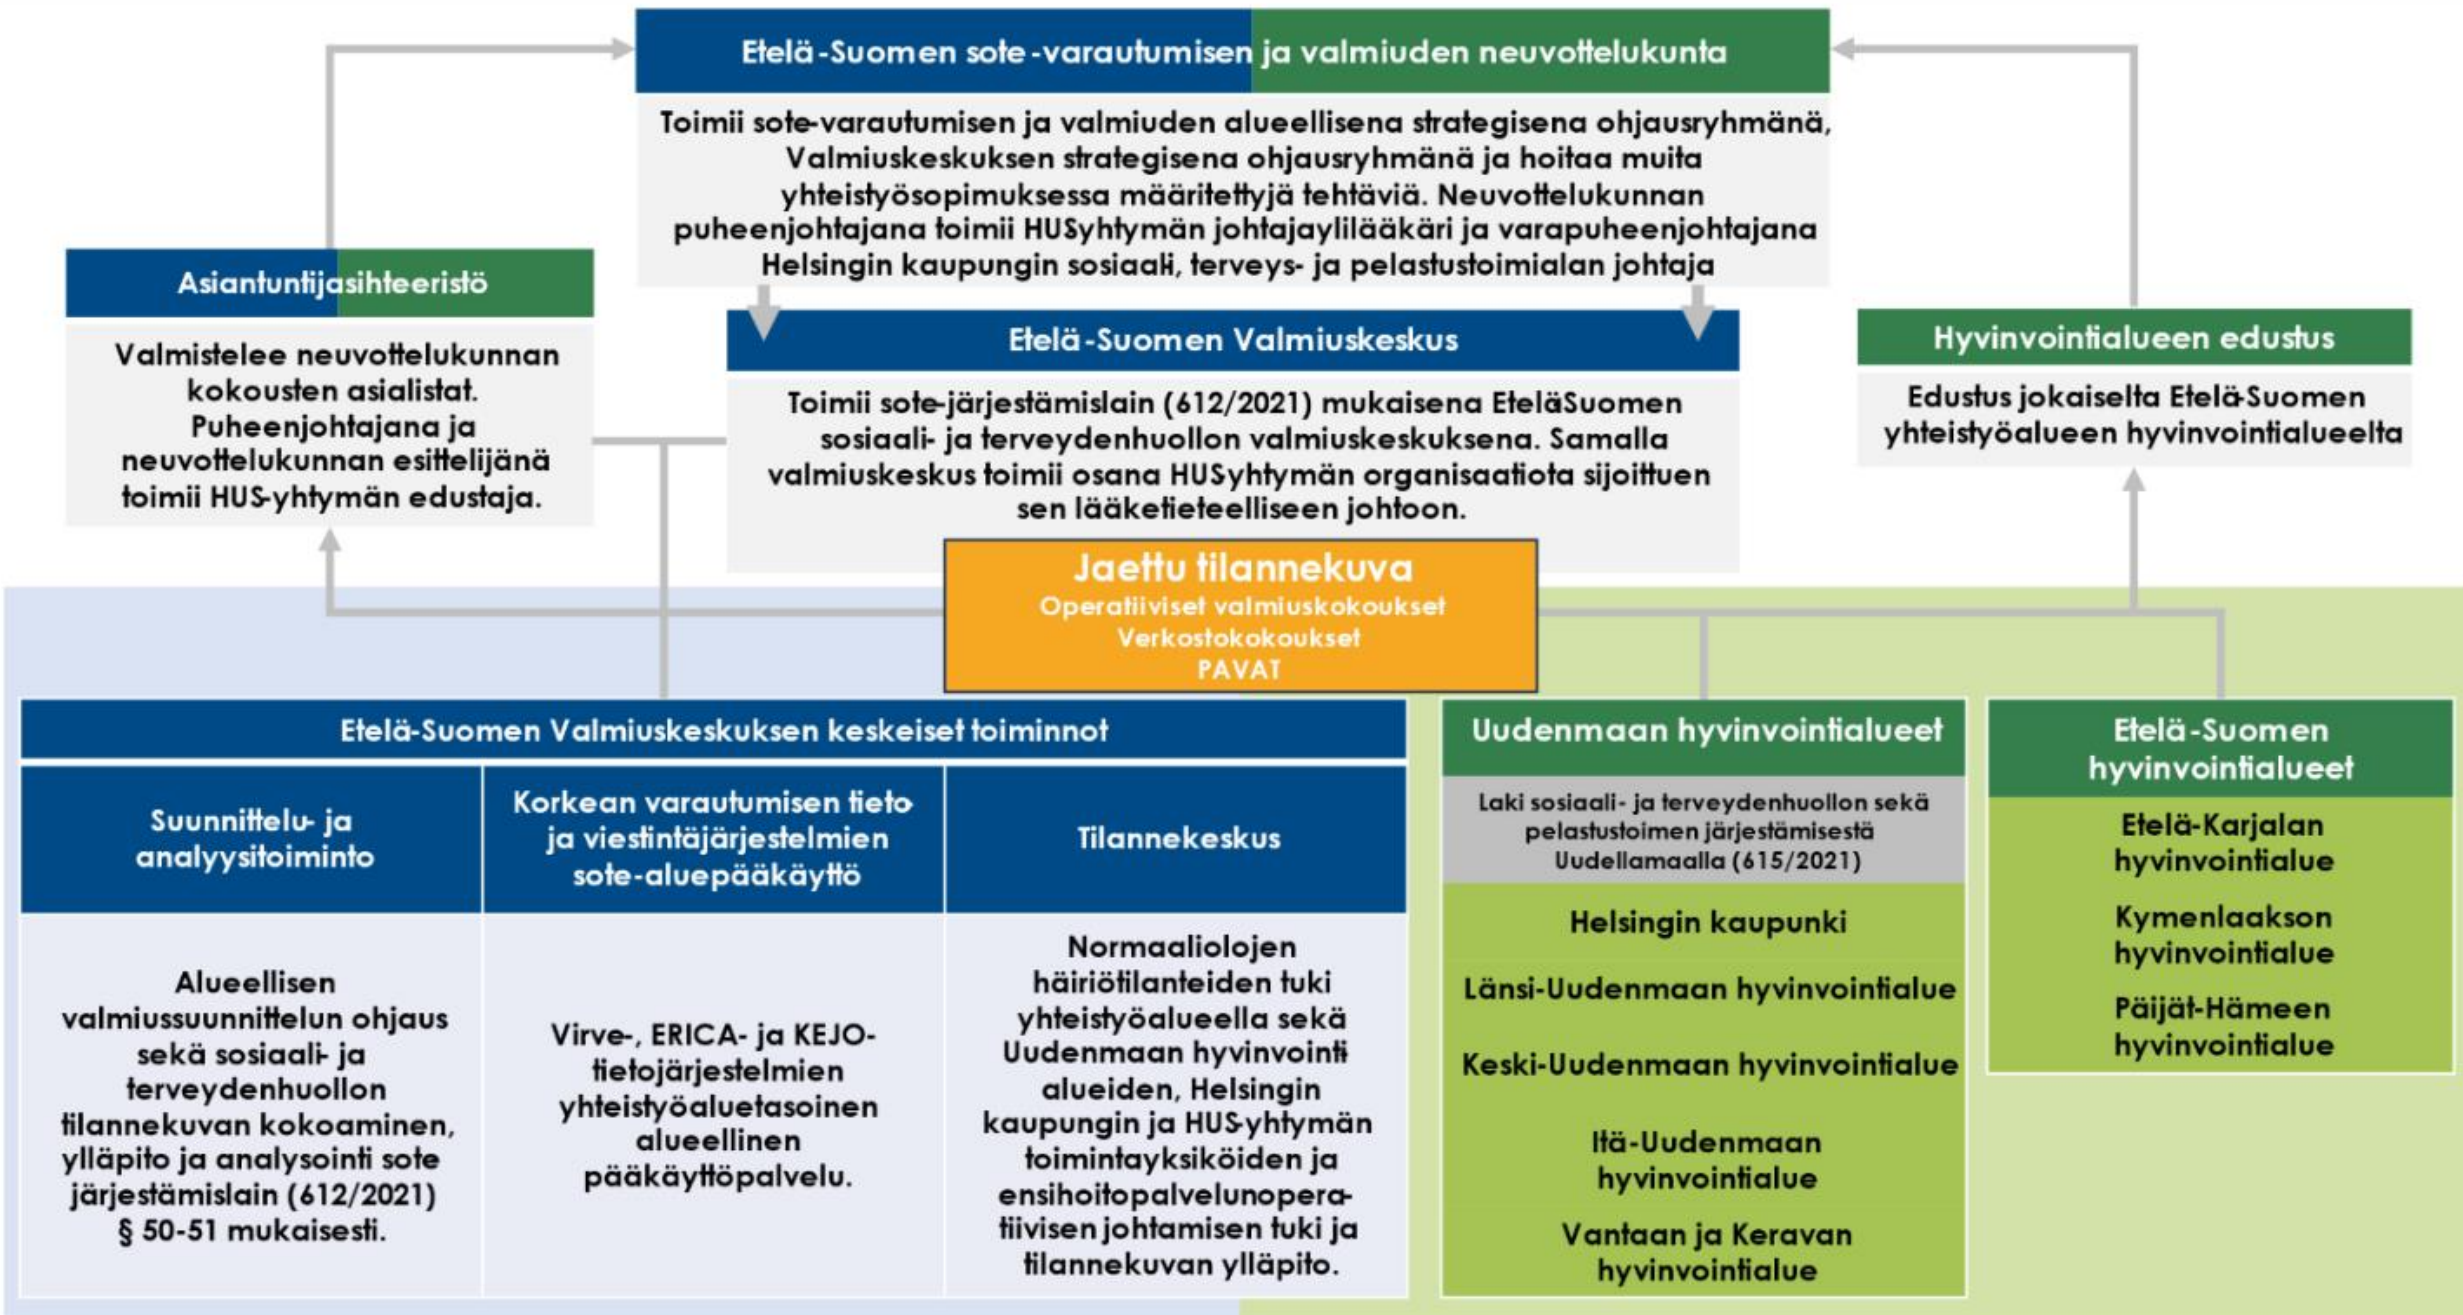 Etelä-Suomen sote-varautumisen ja valmiuden neuvottelukunta
Toimii sote-varautumisen ja valmiuden alueellisena strategisena ohjausryhmänä,
Valmiuskeskuksen strategisena ohjausryhmänä ja hoitaa muita
yhteistyösopimuksessa määritettyjä tehtäviä. Neuvottelukunnan
puheenjohtajana toimii HUS-yhtymän johtajaylilääkäri ja varapuheenjohtajana
Helsingin kaupungin sosiaali-, terveys- ja pelastustoimialan johtaja
Asiantuntijasihteeristö
Valmistelee neuvottelukunnan
kokousten asialistat.
Puheenjohtajana ja
neuvottelukunnan esittelijänä
toimii HUS-yhtymän edustaja.
Etelä-Suomen Valmiuskeskus
Toimii sote-järjestämislain (612/2021) mukaisena Etelä-Suomen
sosiaali- ja terveydenhuollon valmiuskeskuksena. Samalla
valmiuskeskus toimii osana HUS-yhtymän organisaatiota sijoittuen
sen lääketieteelliseen johtoon.
Hyvinvointialueen edustus
Edustus jokaiselta Etelä-Suomen
yhteistyöalueen hyvinvointialueelta
Jaettu tilannekuva
Operatiiviset valmiuskokoukset
Verkostokokoukset
PAVAT
Etelä-Suomen Valmiuskeskuksen keskeiset toiminnot
Suunnittelu- ja
analyysitoiminto
Alueellisen
valmiussuunnittelun ohjaus
sekä sosiaali- ja
terveydenhuollon
tilannekuvan kokoaminen,
ylläpito ja analysointi sote
järjestämislain (612/2021)
§ 50-51 mukaisesti.
Korkean varautumisen tieto-
ja viestintäjärjestelmien
sote-aluepääkäyttö
Virve-, ERICA- ja KEJO-
tietojärjestelmien
yhteistyöaluetasoinen
alueellinen
pääkäyttöpalvelu.
Tilannekeskus
Normaaliolojen
häiriötilanteiden tuki
yhteistyöalueella sekä
Uudenmaan hyvinvointi-
alueiden, Helsingin
kaupungin ja HUS-yhtymän
toimintayksiköiden ja
ensihoitopalvelunopera-
tiivisen johtamisen tuki ja
tilannekuvan ylläpito.
Uudenmaan hyvinvointialueet
Laki sosiaali- ja terveydenhuollon sekä
pelastustoimen järjestämisestä
Uudellamaalla (615/2021)
Helsingin kaupunki
Länsi-Uudenmaan hyvinvointialue
Keski-Uudenmaan hyvinvointialue
Itä-Uudenmaan
hyvinvointialue
Vantaan ja Keravan
hyvinvointialue
Etelä-Suomen
hyvinvointialueet
Etelä-Karjalan
hyvinvointialue
Kymenlaakson
hyvinvointialue
Päijät-Hämeen
hyvinvointialue